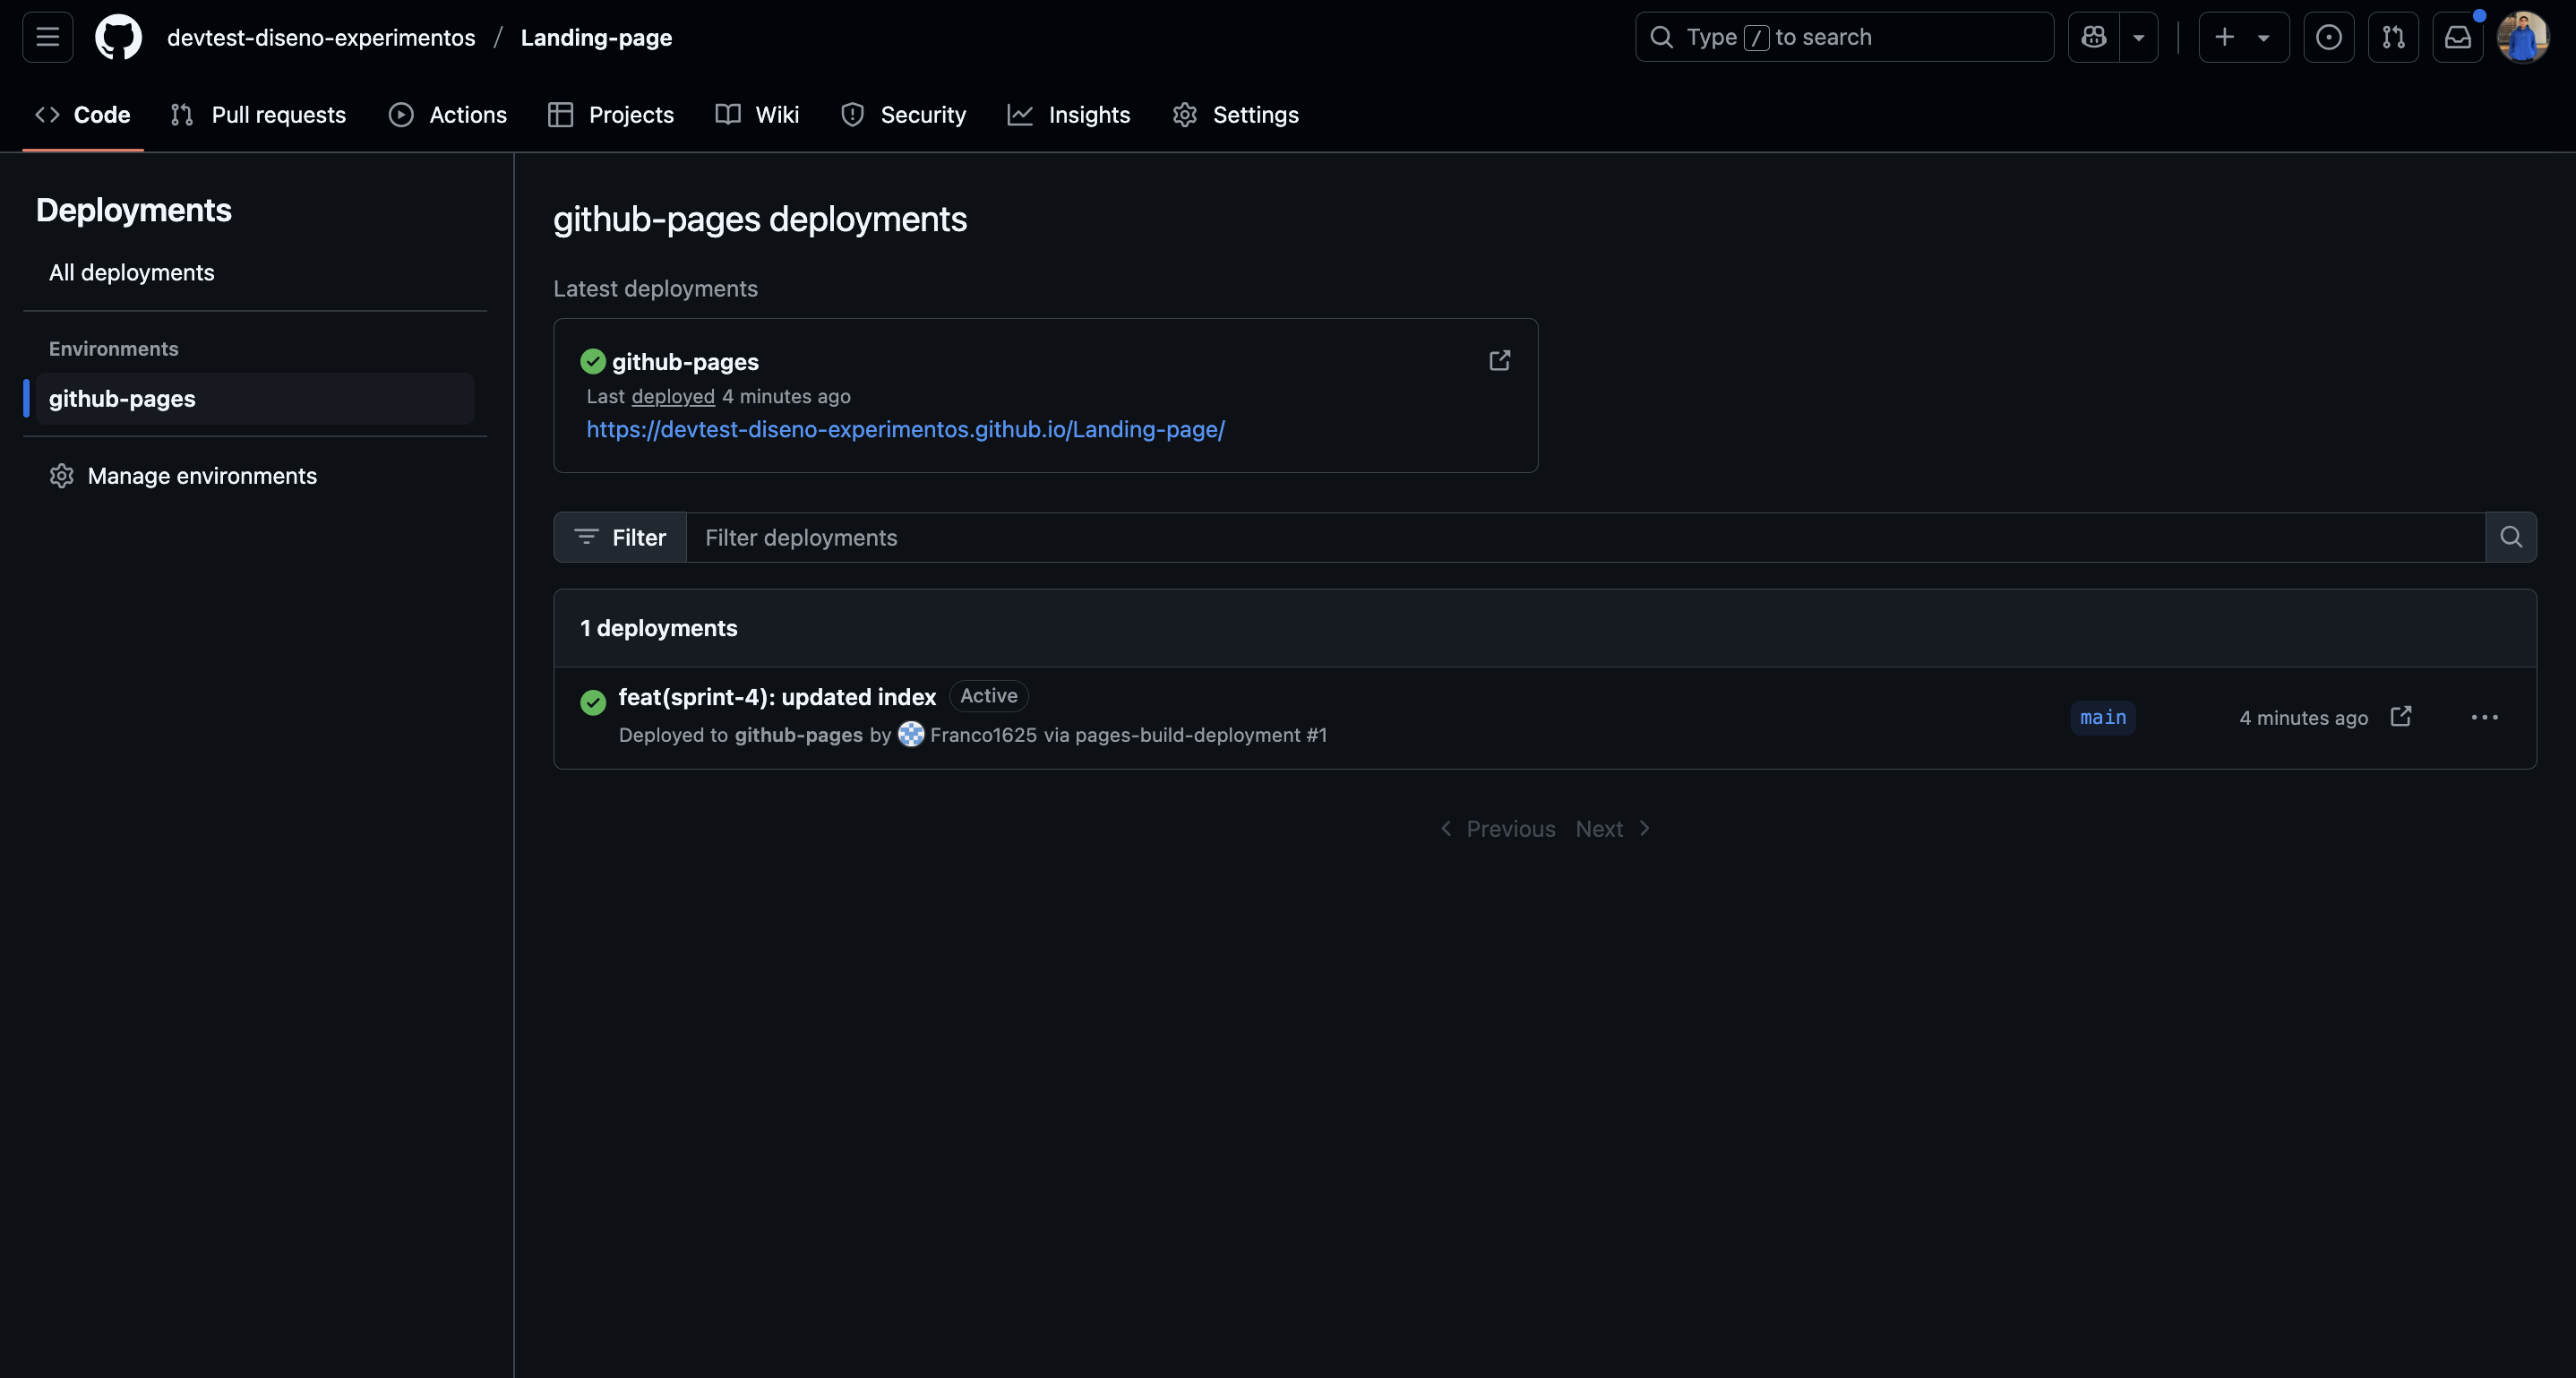 devtest-diseno-experimentos / Landing-page
Type / to search
Code Pull requests Actions Projects Wiki Security Insights Settings
Deployments
All deployments
Environments
github-pages
Manage environments
github-pages deployments
Latest deployments
github-pages
Last deployed 4 minutes ago
https://devtest-diseno-experimentos.github.io/Landing-page/
Filter Filter deployments
1 deployments
feat(sprint-4): updated index Active
Deployed to github-pages by Franco1625 via pages-build-deployment #1
main 4 minutes ago
Previous Next